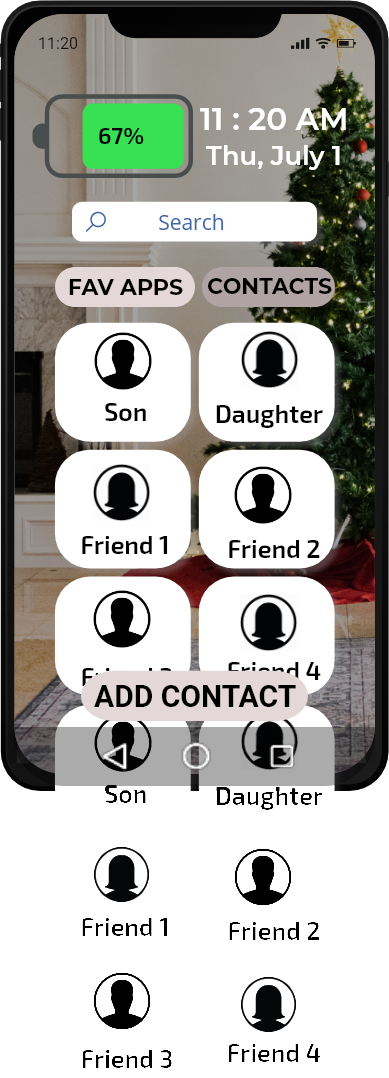 11:20
67%
11 : 20 AM
Thu, July 1
Search
FAV APPS CONTACTS
Son Daughter
Friend 1 Friend 2
Friend 4
ADD CONTACT
Son Daughter
Friend 1 Friend 2
Friend 3 Friend 4